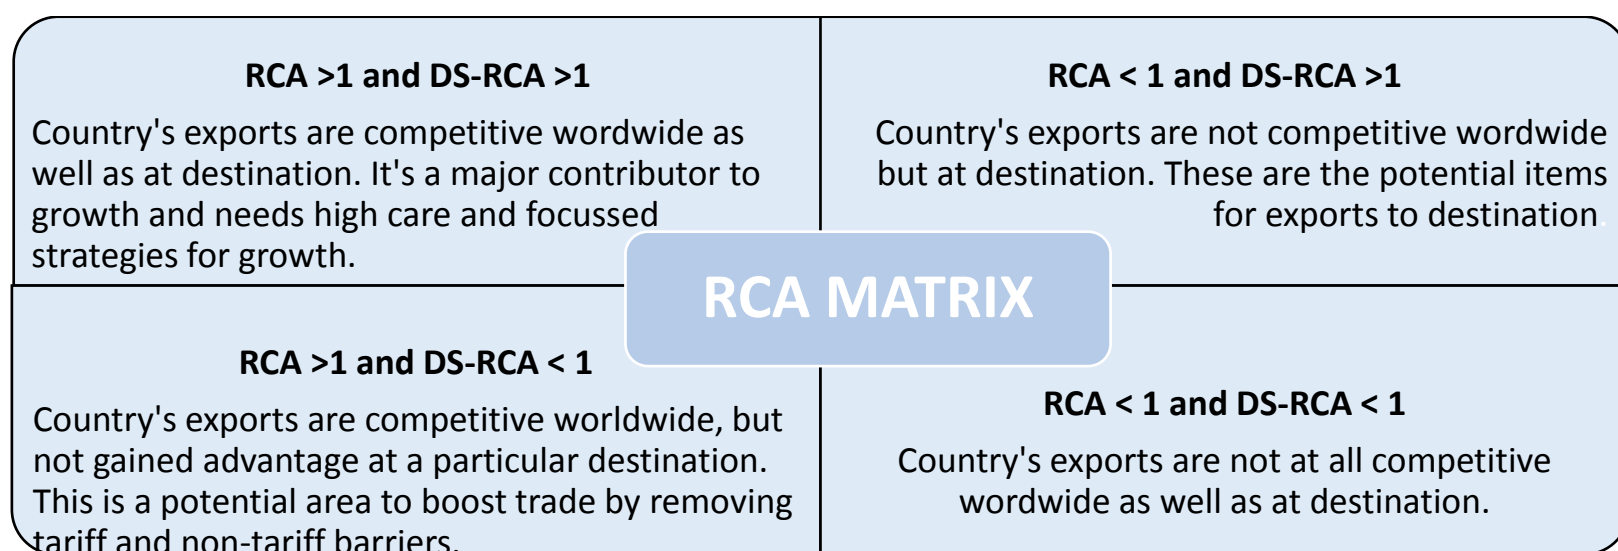 RCA >1 and DS-RCA >1
Country's exports are competitive wordwide as
well as at destination. It's a major contributor to
growth and needs high care and focussed
strategies for growth.
RCA < 1 and DS-RCA >1
Country's exports are not competitive wordwide
but at destination. These are the potential items
for exports to destination.
RCA MATRIX
RCA >1 and DS-RCA < 1
Country's exports are competitive worldwide, but
not gained advantage at a particular destination.
This is a potential area to boost trade by removing
tariff and non-tariff barriers.
RCA < 1 and DS-RCA < 1
Country's exports are not at all competitive
wordwide as well as at destination.